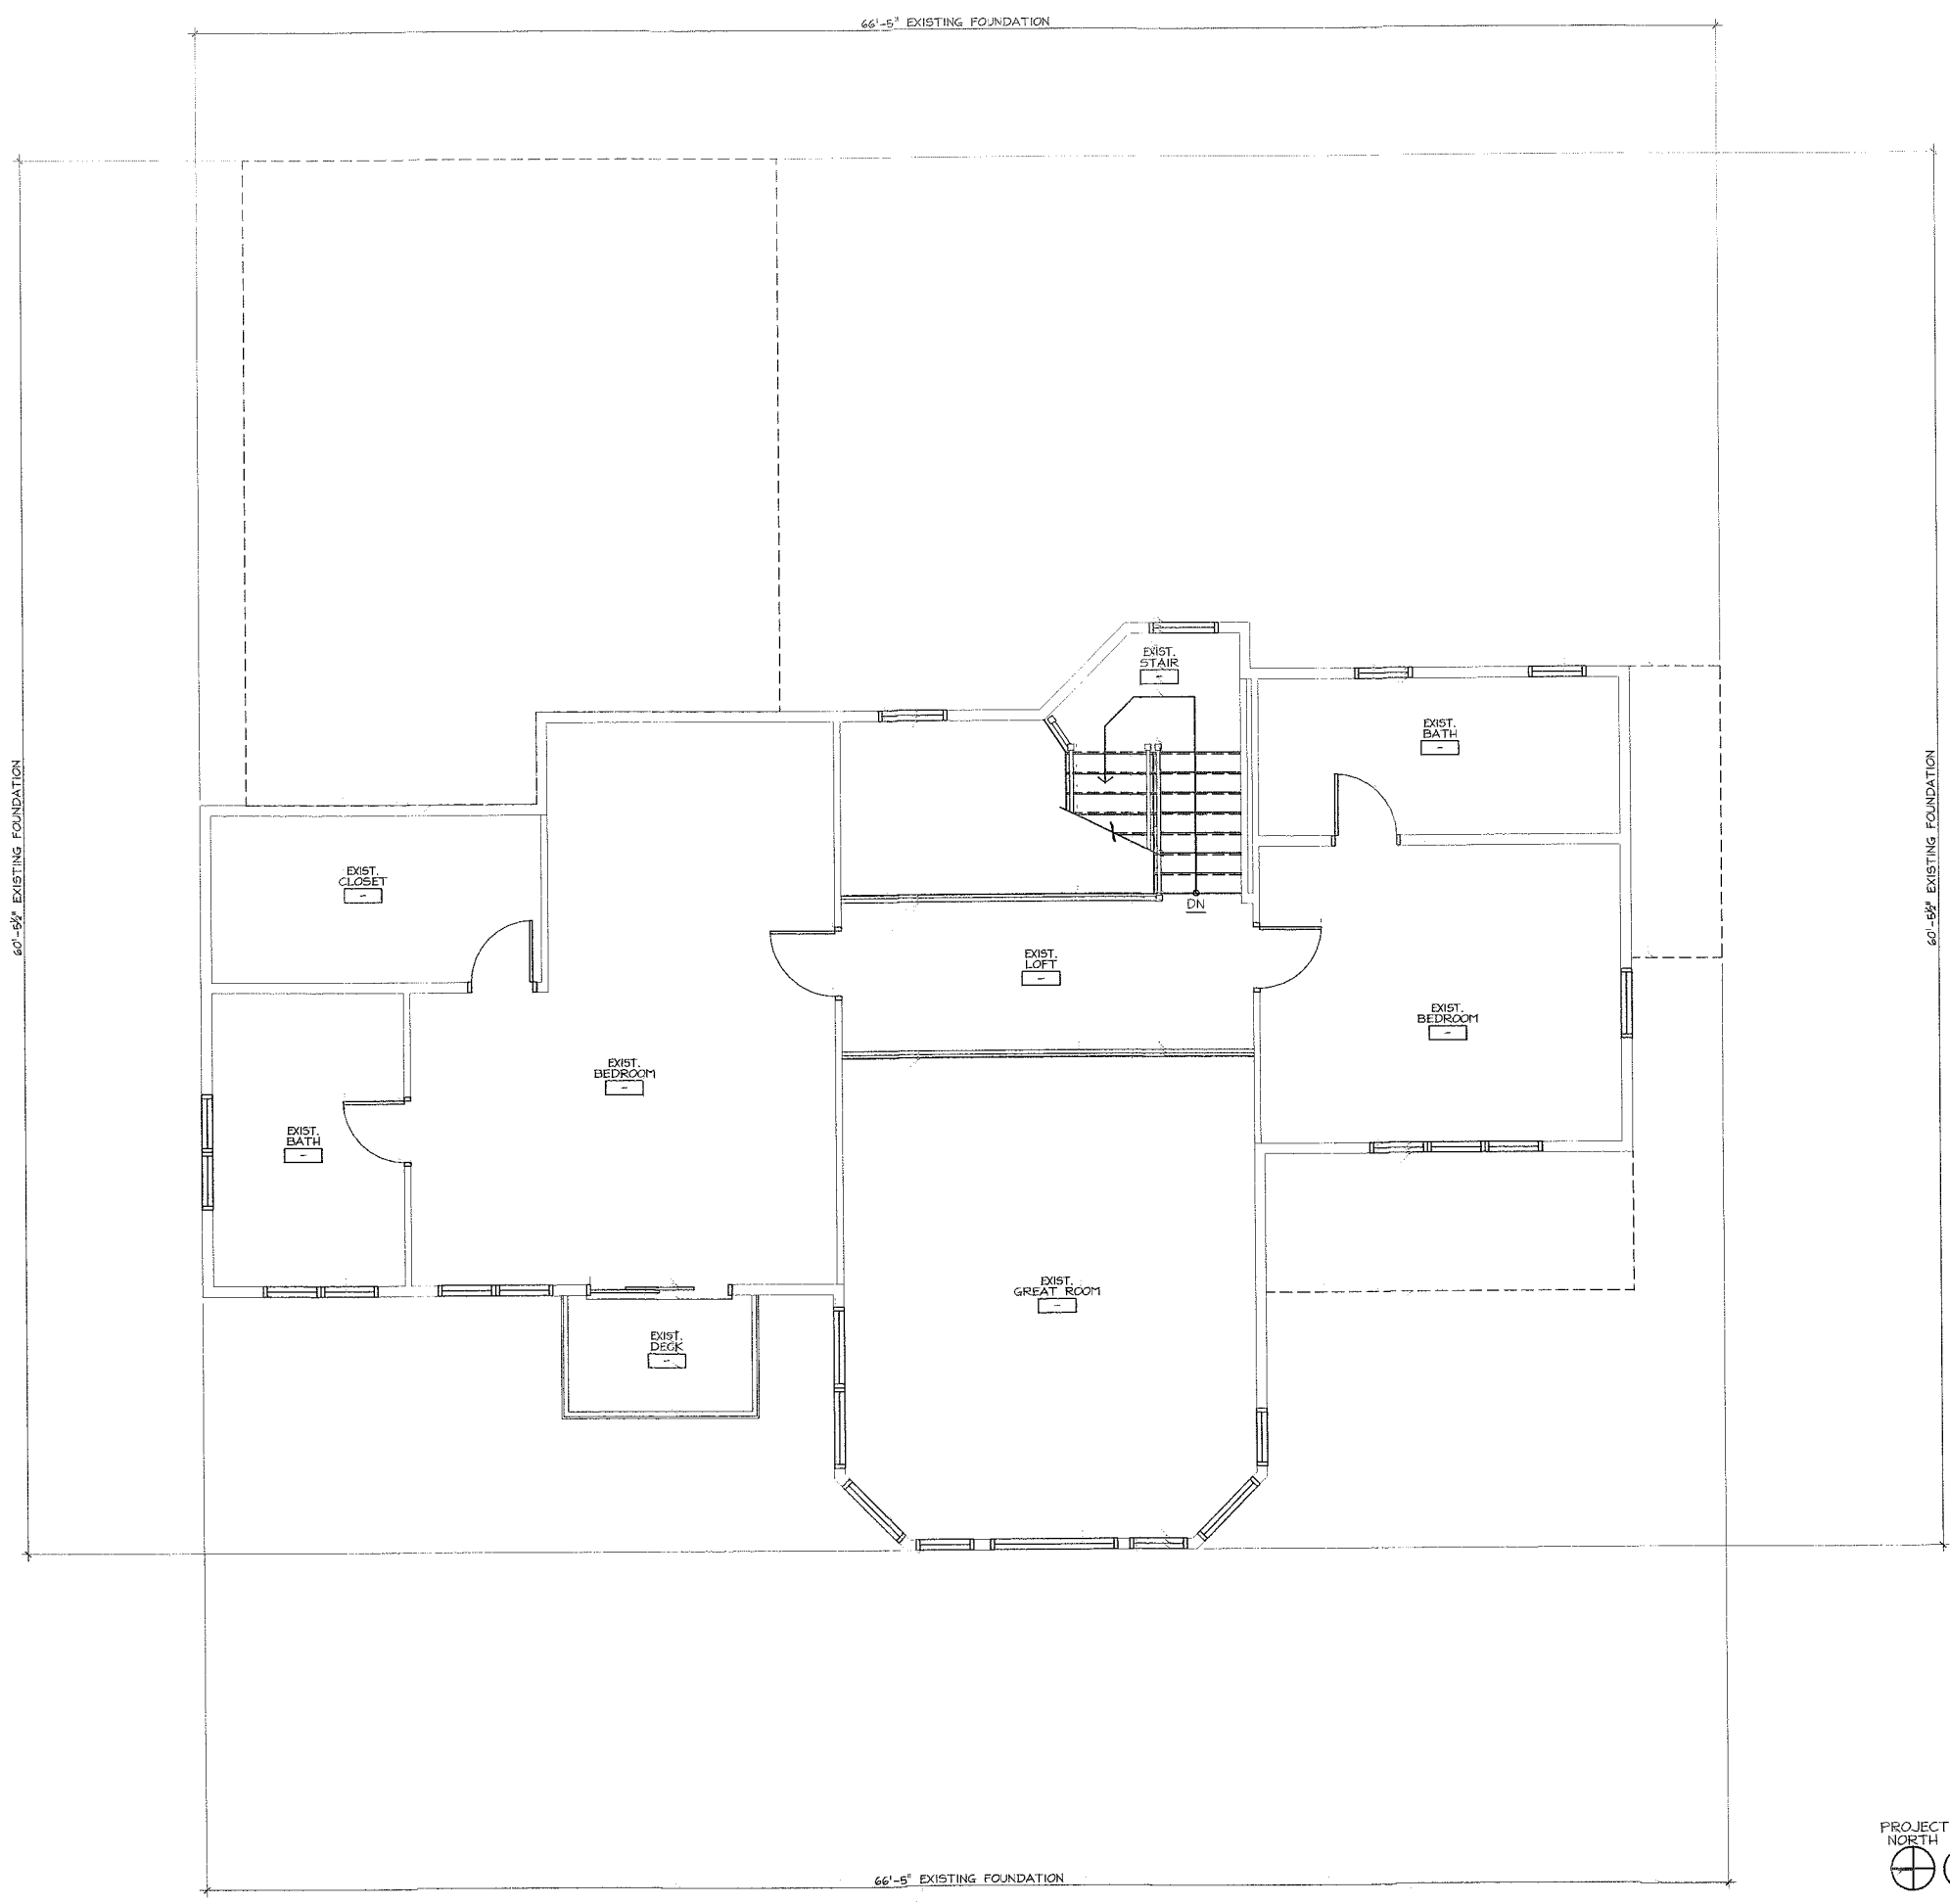 66'-5" EXISTING FOUNDATION
EXIST.
STAIR
-
EXIST.
BATH
-
60'-5½" EXISTING FOUNDATION
60'-5½" EXISTING FOUNDATION
EXIST.
CLOSET
-
DN
EXIST.
LOFT
-
EXIST.
BEDROOM
-
EXIST.
BEDROOM
-
EXIST.
BATH
-
EXIST.
GREAT ROOM
-
EXIST.
DECK
-
PROJECT
NORTH
66'-5" EXISTING FOUNDATION